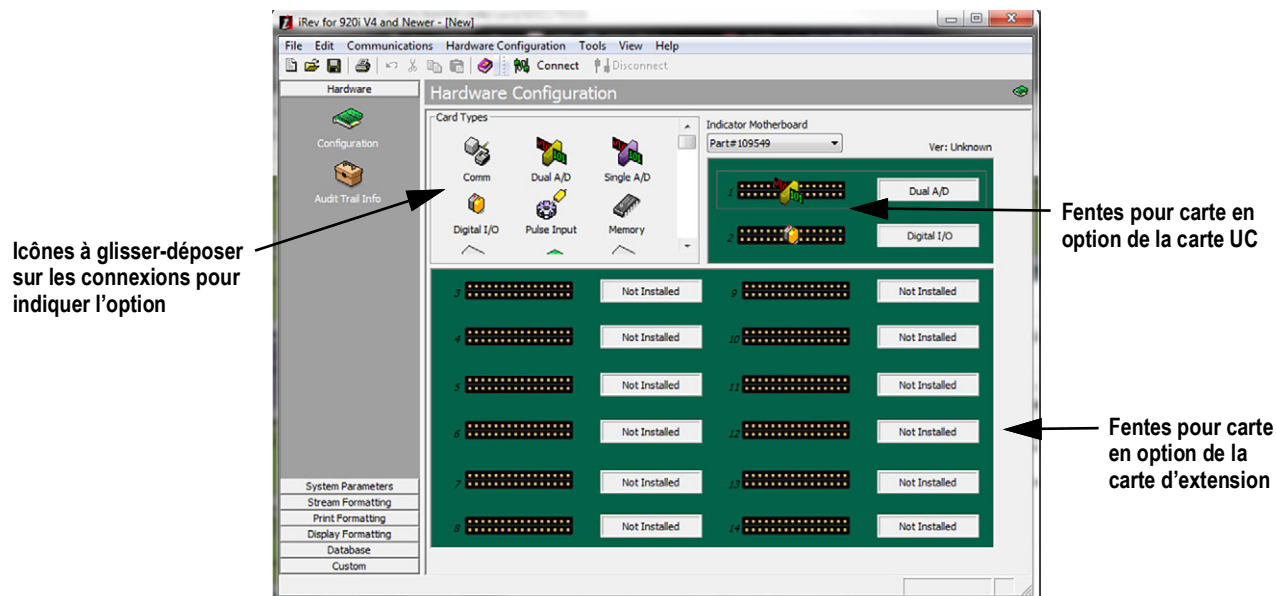 iRev for 920i V4 and Newer - [New]
File Edit Communications Hardware Configuration Tools View Help
Connect Disconnect
Hardware
Configuration
Audit Trail Info
System Parameters
Stream Formatting
Print Formatting
Display Formatting
Database
Custom
Hardware Configuration
Card Types
Comm Dual A/D Single A/D
Digital I/O Pulse Input Memory
Indicator Motherboard
Part#109549
Ver: Unknown
1 Dual A/D
2 Digital I/O
3 Not Installed 9 Not Installed
4 Not Installed 10 Not Installed
5 Not Installed 11 Not Installed
6 Not Installed 12 Not Installed
7 Not Installed 13 Not Installed
8 Not Installed 14 Not Installed
Icônes à glisser-déposer
sur les connexions pour
indiquer l’option
Fentes pour carte en
option de la carte UC
Fentes pour carte
en option de la
carte d’extension